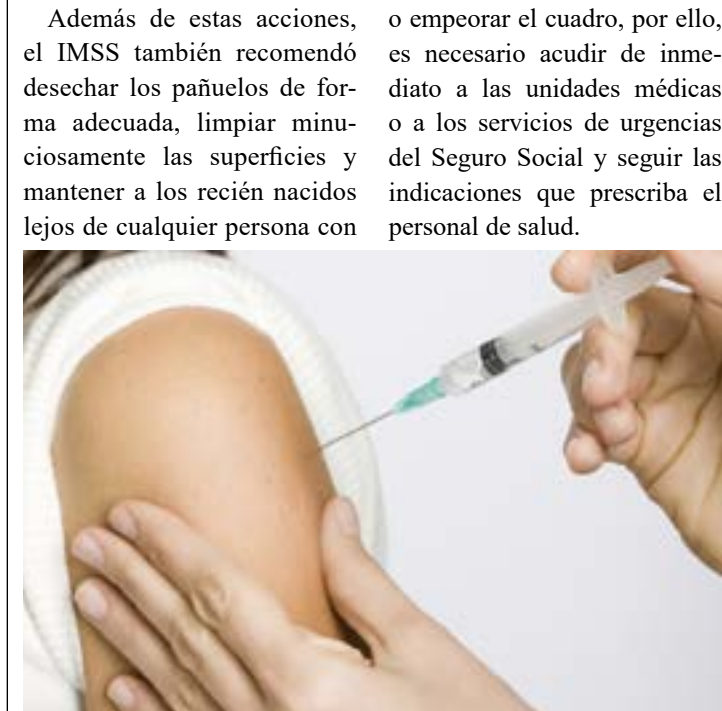 Además de estas acciones,
el IMSS también recomendó
desechar los pañuelos de for-
ma adecuada, limpiar minu-
ciosamente las superficies y
mantener a los recién nacidos
lejos de cualquier persona con
o empeorar el cuadro, por ello,
es necesario acudir de inme-
diato a las unidades médicas
o a los servicios de urgencias
del Seguro Social y seguir las
indicaciones que prescriba el
personal de salud.